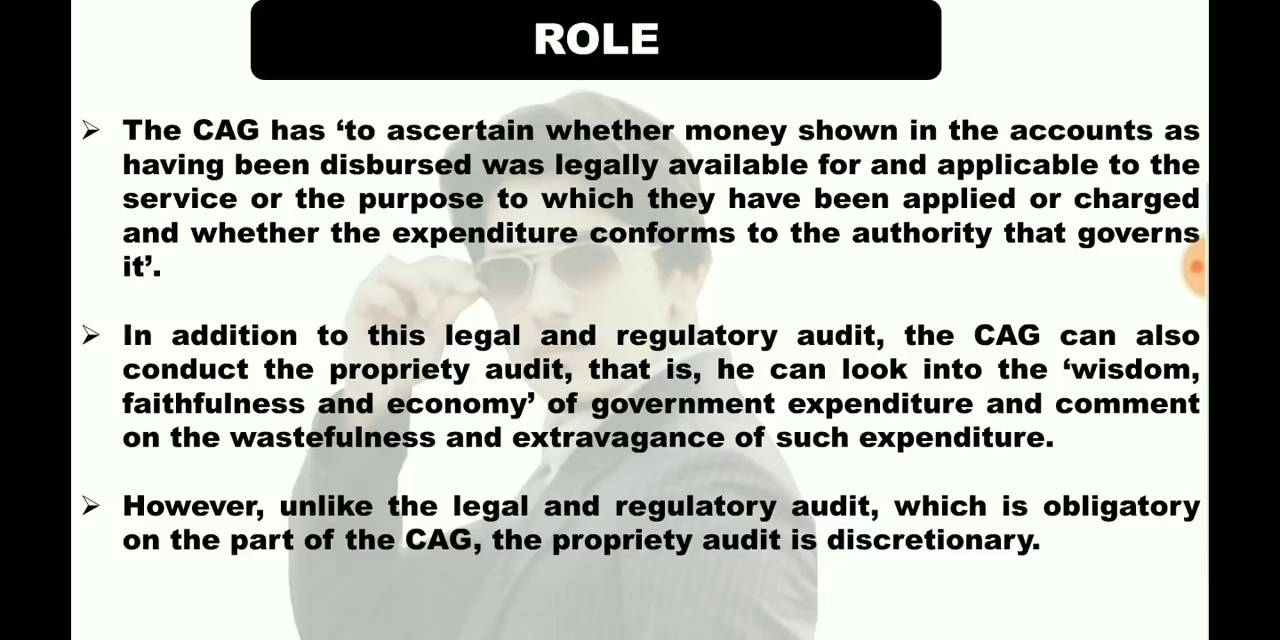 ROLE
➢ The CAG has ‘to ascertain whether money shown in the accounts as
having been disbursed was legally available for and applicable to the
service or the purpose to which they have been applied or charged
and whether the expenditure conforms to the authority that governs
it’.
➢ In addition to this legal and regulatory audit, the CAG can also
conduct the propriety audit, that is, he can look into the ‘wisdom,
faithfulness and economy’ of government expenditure and comment
on the wastefulness and extravagance of such expenditure.
➢ However, unlike the legal and regulatory audit, which is obligatory
on the part of the CAG, the propriety audit is discretionary.